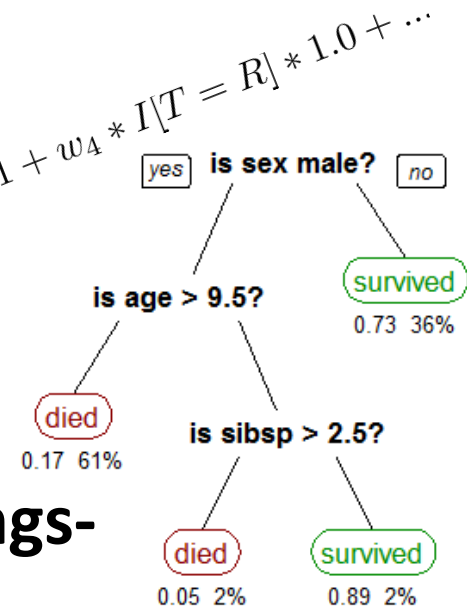 1 + w₄ * I[T = R] * 1.0 + ...
yes is sex male? no
is age > 9.5?
survived
0.73 36%
died
0.17 61%
is sibsp > 2.5?
ngs-
died survived
0.05 2% 0.89 2%